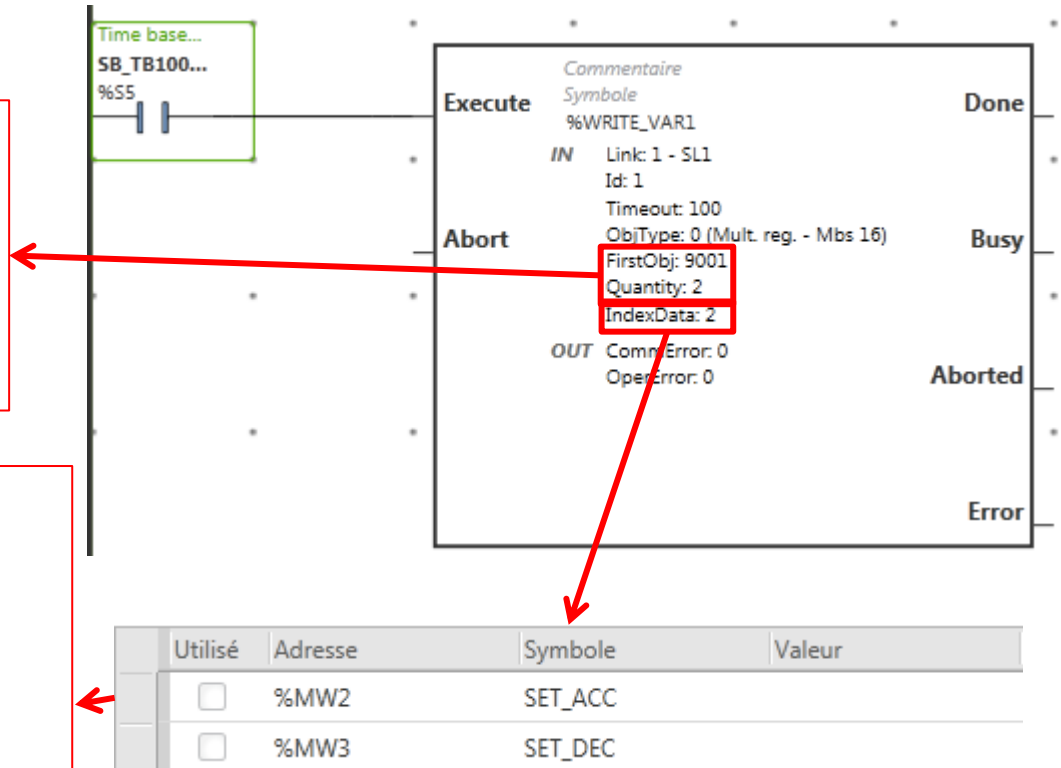 Time base...
SB_TB100...
%S5
Commentaire
Execute Symbole Done
%WRITE_VAR1
IN Link: 1 - SL1
Id: 1
Timeout: 100
Abort ObjType: 0 (Mult. reg. - Mbs 16) Busy
FirstObj: 9001
Quantity: 2
IndexData: 2
OUT CommError: 0
OperError: 0 Aborted
Error
Utilisé Adresse Symbole Valeur
%MW2 SET_ACC
%MW3 SET_DEC